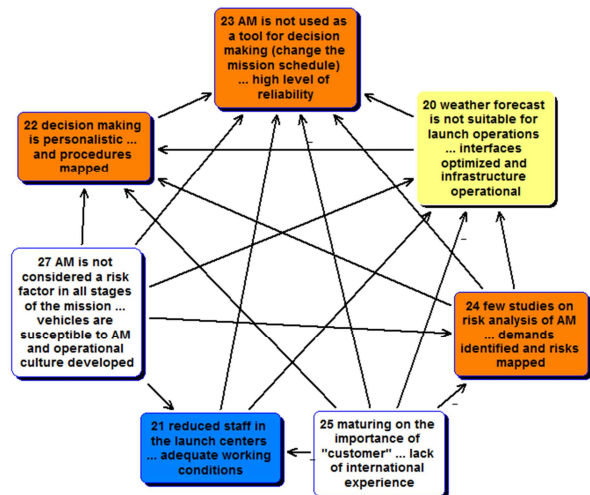 23 AM is not used as
a tool for decision
making (change the
mission schedule)
... high level of
reliability
22 decision making
is personalistic ...
and procedures
mapped
20 weather forecast
is not suitable for
launch operations
... interfaces
optimized and
infrastructure
operational
27 AM is not
considered a risk
factor in all stages
of the mission ...
vehicles are
susceptible to AM
and operational
culture developed
24 few studies on
risk analysis of AM
... demands
identified and risks
mapped
21 reduced staff in
the launch centers
... adequate working
conditions
25 maturing on the
importance of
"customer" ... lack
of international
experience